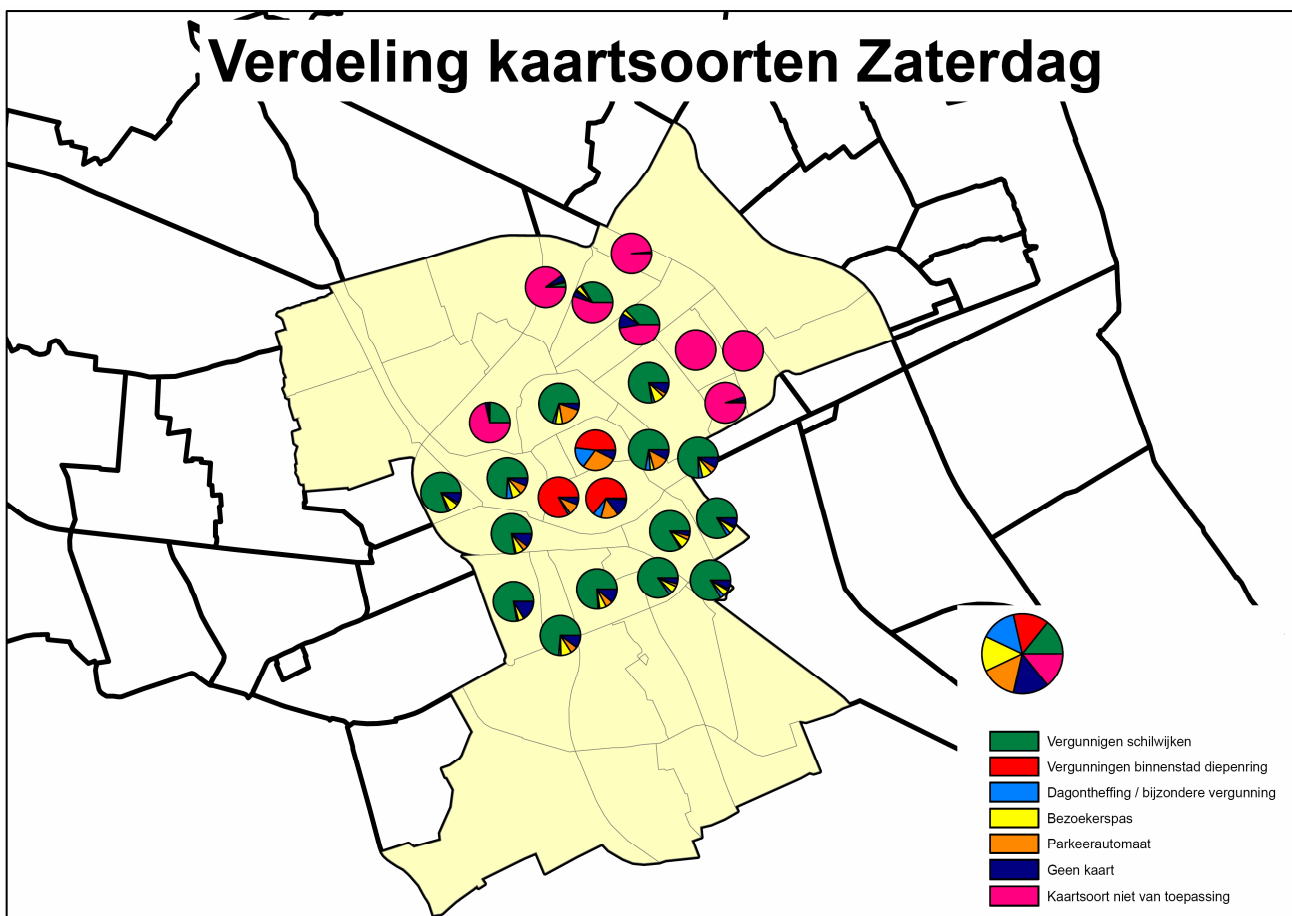 Verdeling kaartsoorten Zaterdag
Vergunnigen schilwijken
Vergunningen binnenstad diepenring
Dagontheffing / bijzondere vergunning
Bezoekerspas
Parkeerautomaat
Geen kaart
Kaartsoort niet van toepassing